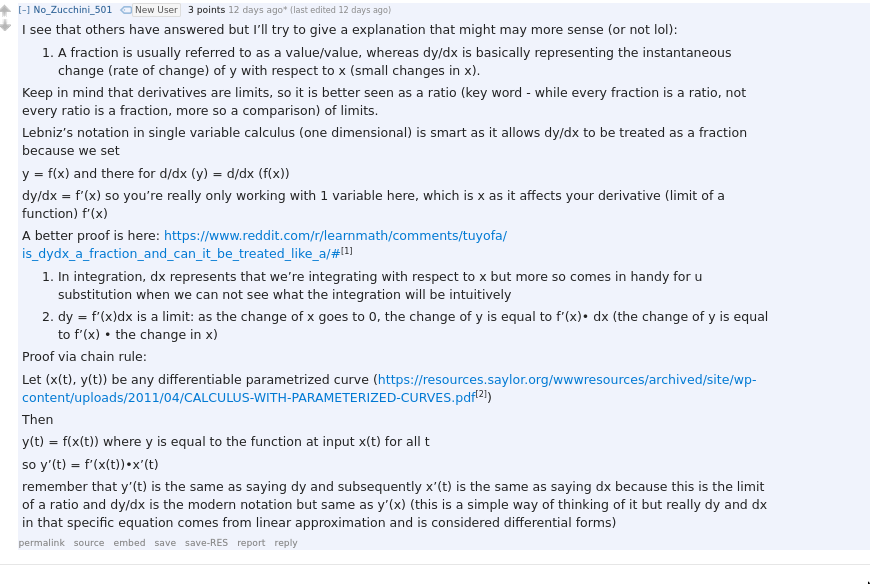 [–] No_Zucchini_501 New User 3 points 12 days ago* (last edited 12 days ago)
I see that others have answered but I’ll try to give a explanation that might may more sense (or not lol):
1. A fraction is usually referred to as a value/value, whereas dy/dx is basically representing the instantaneous
change (rate of change) of y with respect to x (small changes in x).
Keep in mind that derivatives are limits, so it is better seen as a ratio (key word - while every fraction is a ratio, not
every ratio is a fraction, more so a comparison) of limits.
Lebniz’s notation in single variable calculus (one dimensional) is smart as it allows dy/dx to be treated as a fraction
because we set
y = f(x) and there for d/dx (y) = d/dx (f(x))
dy/dx = f’(x) so you’re really only working with 1 variable here, which is x as it affects your derivative (limit of a
function) f’(x)
A better proof is here: https://www.reddit.com/r/learnmath/comments/tuyofa/
is_dydx_a_fraction_and_can_it_be_treated_like_a/#[1]
1. In integration, dx represents that we’re integrating with respect to x but more so comes in handy for u
substitution when we can not see what the integration will be intuitively
2. dy = f’(x)dx is a limit: as the change of x goes to 0, the change of y is equal to f’(x)• dx (the change of y is equal
to f’(x) • the change in x)
Proof via chain rule:
Let (x(t), y(t)) be any differentiable parametrized curve (https://resources.saylor.org/wwwresources/archived/site/wp-
content/uploads/2011/04/CALCULUS-WITH-PARAMETERIZED-CURVES.pdf[2])
Then
y(t) = f(x(t)) where y is equal to the function at input x(t) for all t
so y’(t) = f’(x(t))•x’(t)
remember that y’(t) is the same as saying dy and subsequently x’(t) is the same as saying dx because this is the limit
of a ratio and dy/dx is the modern notation but same as y’(x) (this is a simple way of thinking of it but really dy and dx
in that specific equation comes from linear approximation and is considered differential forms)
permalink source embed save save-RES report reply